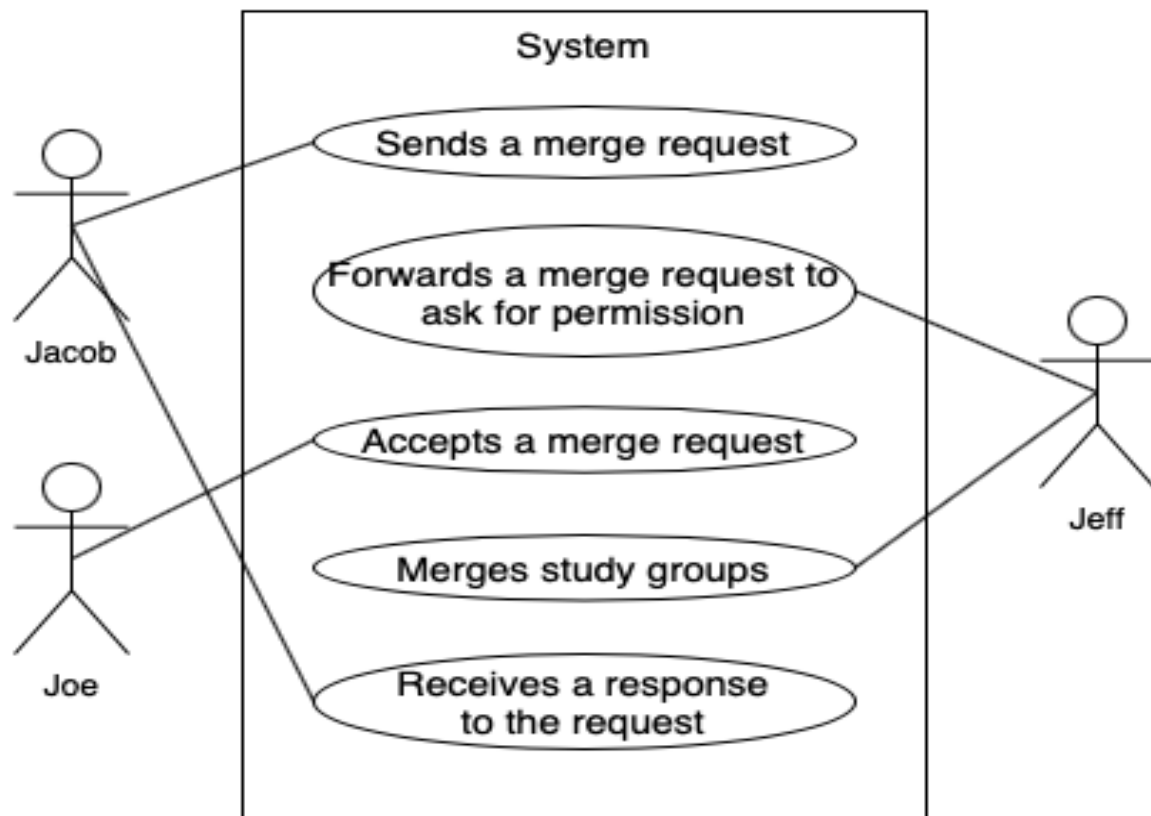 System
Sends a merge request
Forwards a merge request to
ask for permission
Jacob
Accepts a merge request
Jeff
Merges study groups
Joe
Receives a response
to the request